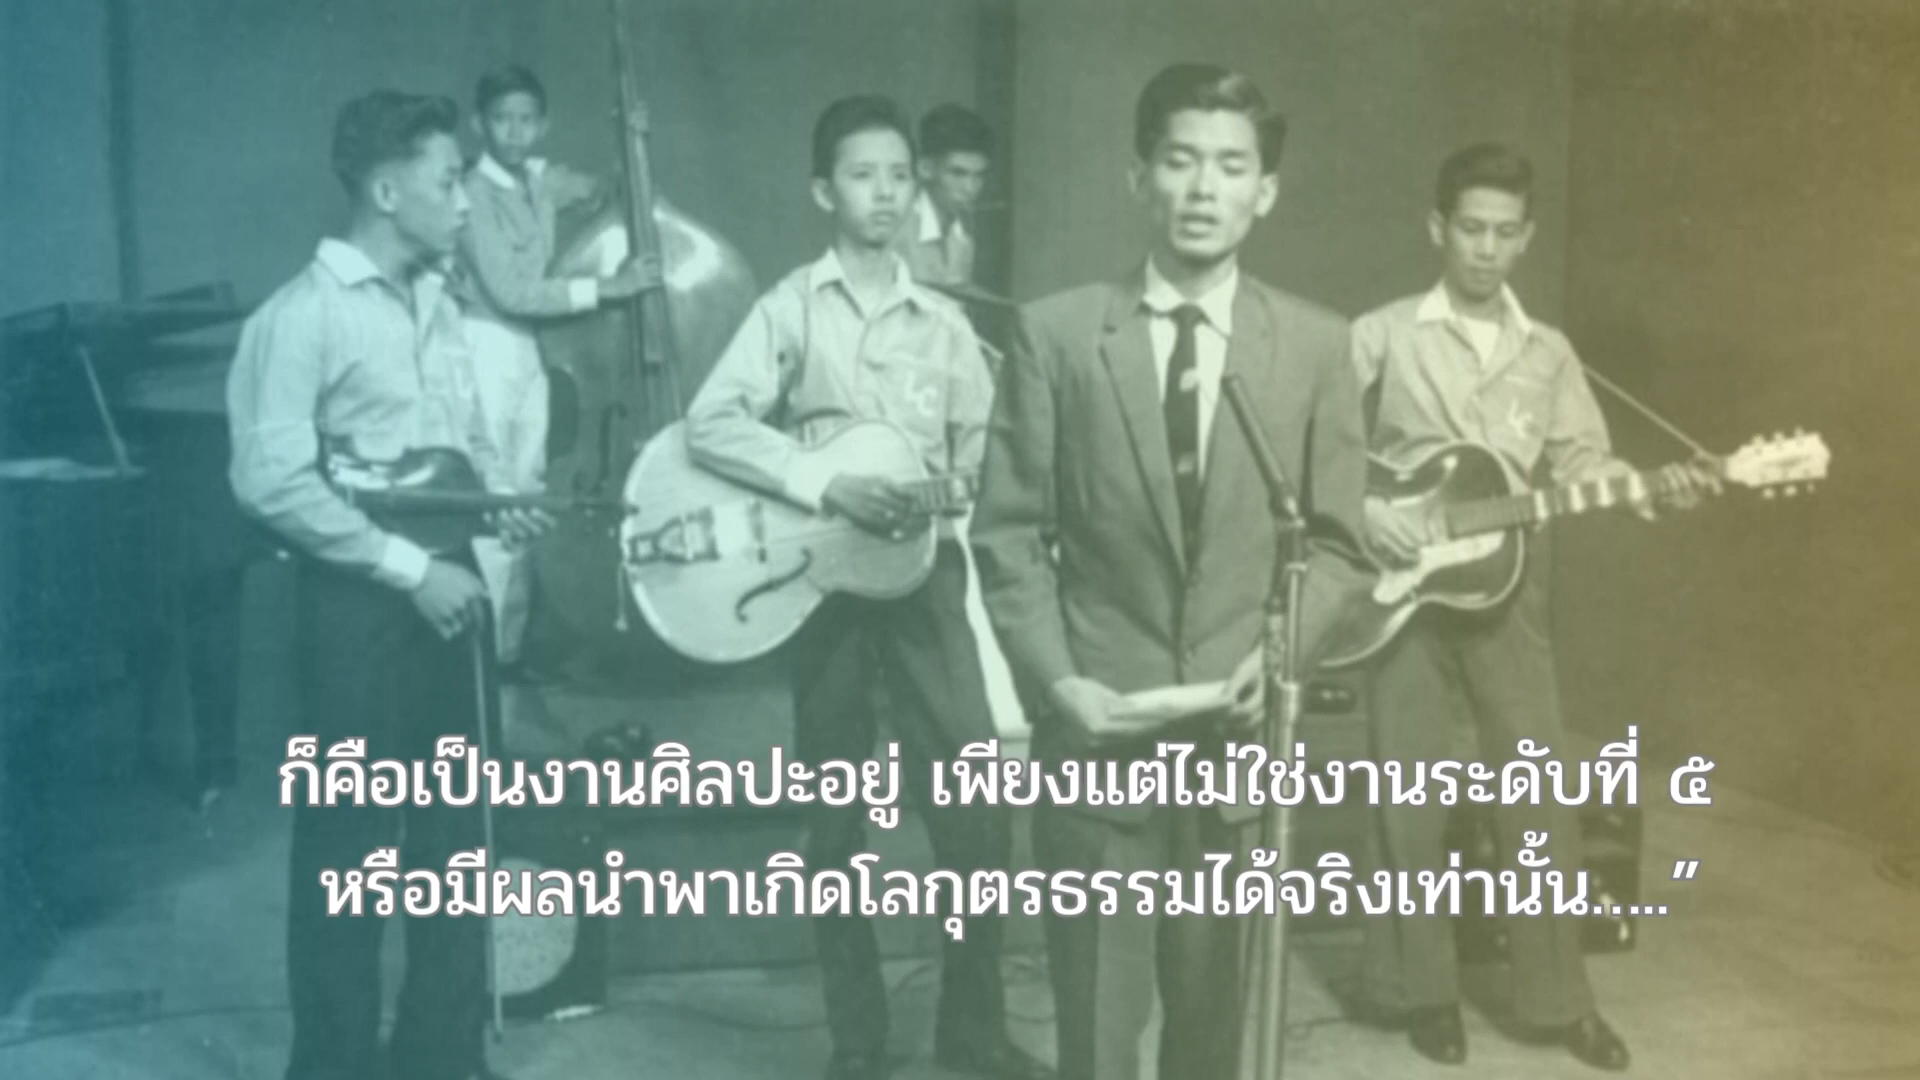 ก็คือเป็นงานศิลปะอยู่ เพียงแต่ไม่ใช่งานระดับที่ ๕
หรือมีผลนำพาเกิดโลกุตรธรรมได้จริงเท่านั้น.....”
LC
LC